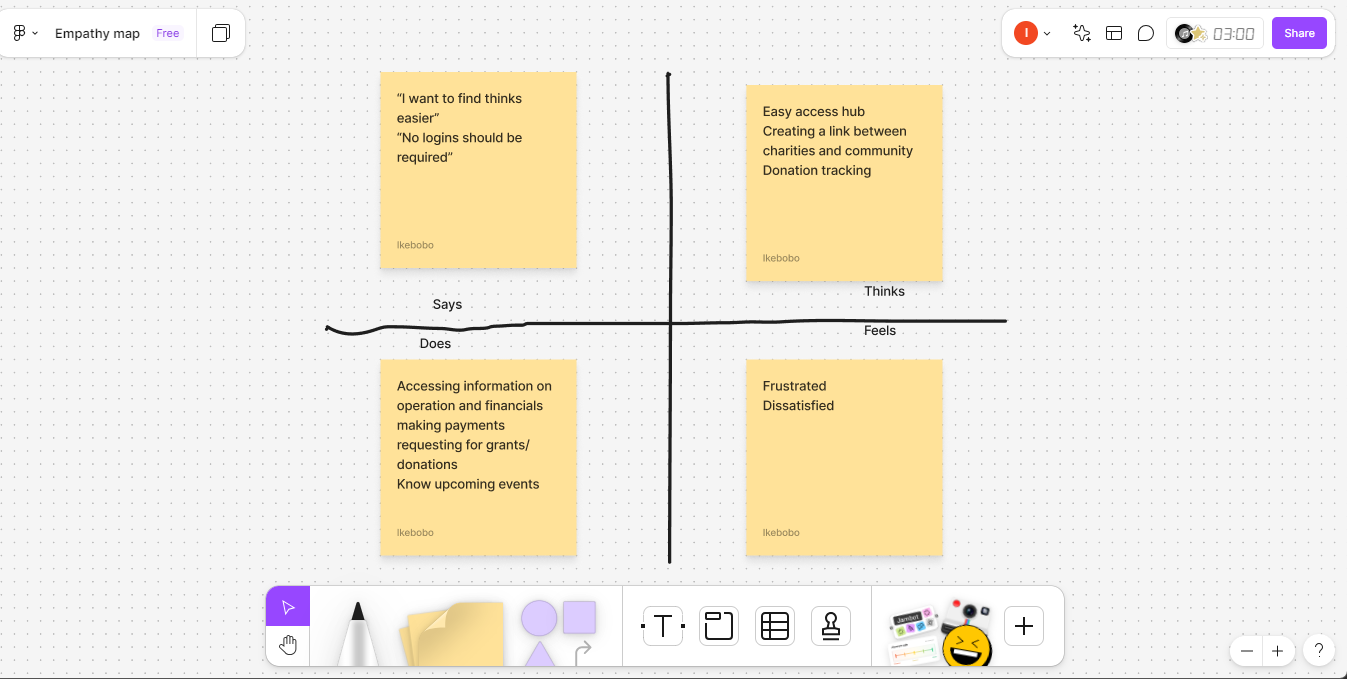 Empathy map Free
I 03:00 Share
“I want to find thinks
easier”
“No logins should be
required”
Ikebobo
Easy access hub
Creating a link between
charities and community
Donation tracking
Ikebobo
Says
Thinks
Does
Feels
Accessing information on
operation and financials
making payments
requesting for grants/
donations
Know upcoming events
Ikebobo
Frustrated
Dissatisfied
Ikebobo
T
Jambot
?